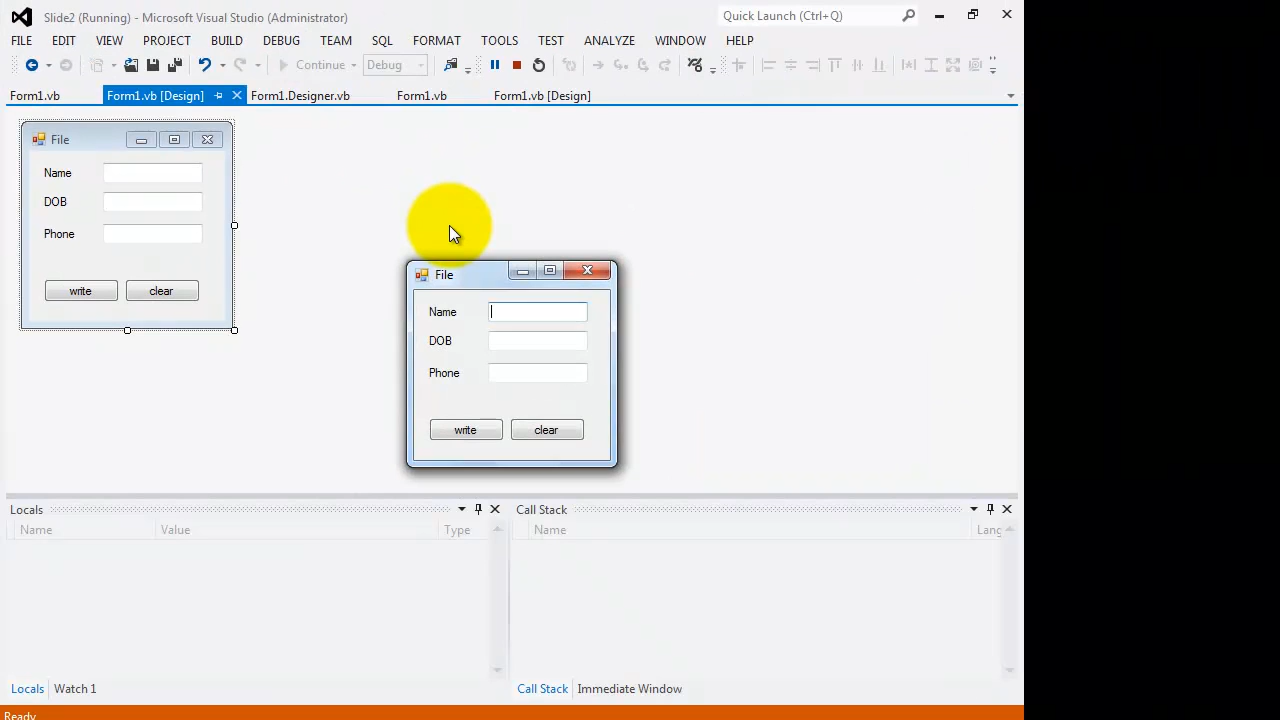 Slide2 (Running) - Microsoft Visual Studio (Administrator)
Quick Launch (Ctrl+Q)
FILE EDIT VIEW PROJECT BUILD DEBUG TEAM SQL FORMAT TOOLS TEST ANALYZE WINDOW HELP
Continue Debug
Form1.vb Form1.vb [Design] Form1.Designer.vb Form1.vb Form1.vb [Design]
File
Name
DOB
Phone
write clear
File
Name
DOB
Phone
write clear
Locals
Name Value Type
Call Stack
Name Lang
Locals Watch 1
Call Stack Immediate Window
Ready